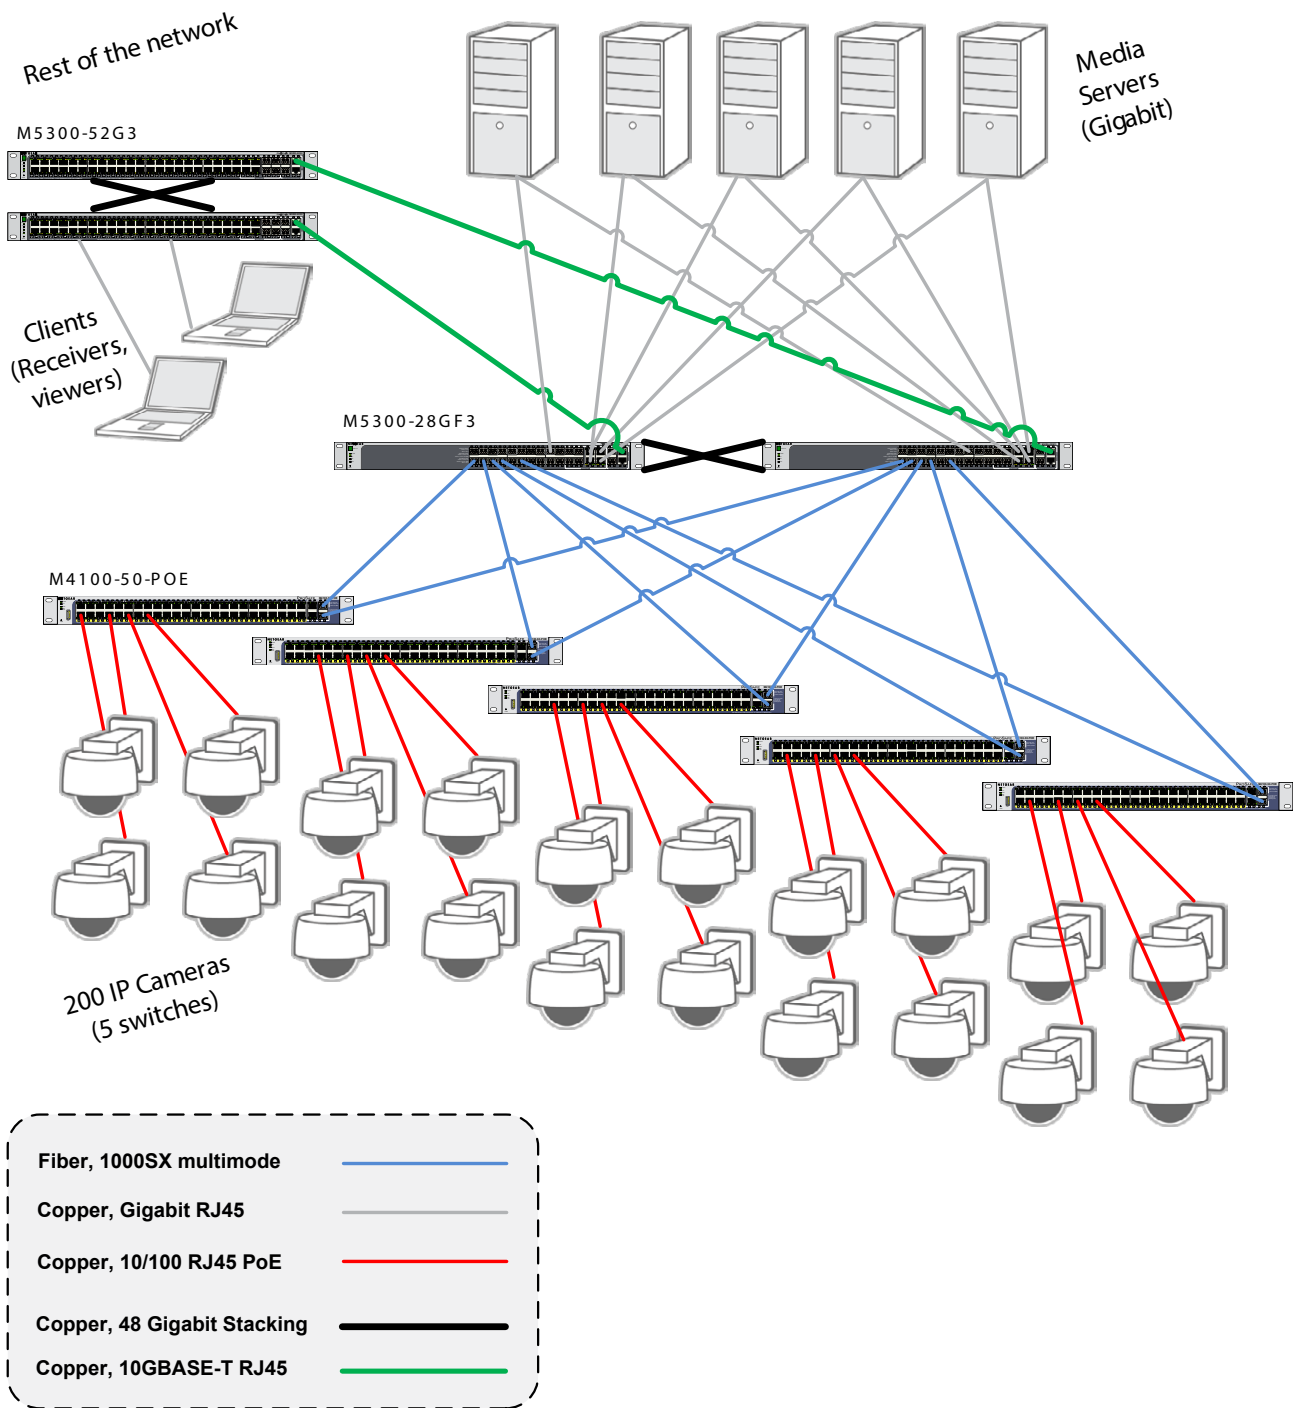 Rest of the network
Media
Servers
(Gigabit)
M5300-52G3
Clients
(Receivers,
viewers)
M5300-28GF3
M4100-50-POE
200 IP Cameras
(5 switches)
Fiber, 1000SX multimode
Copper, Gigabit RJ45
Copper, 10/100 RJ45 PoE
Copper, 48 Gigabit Stacking
Copper, 10GBASE-T RJ45